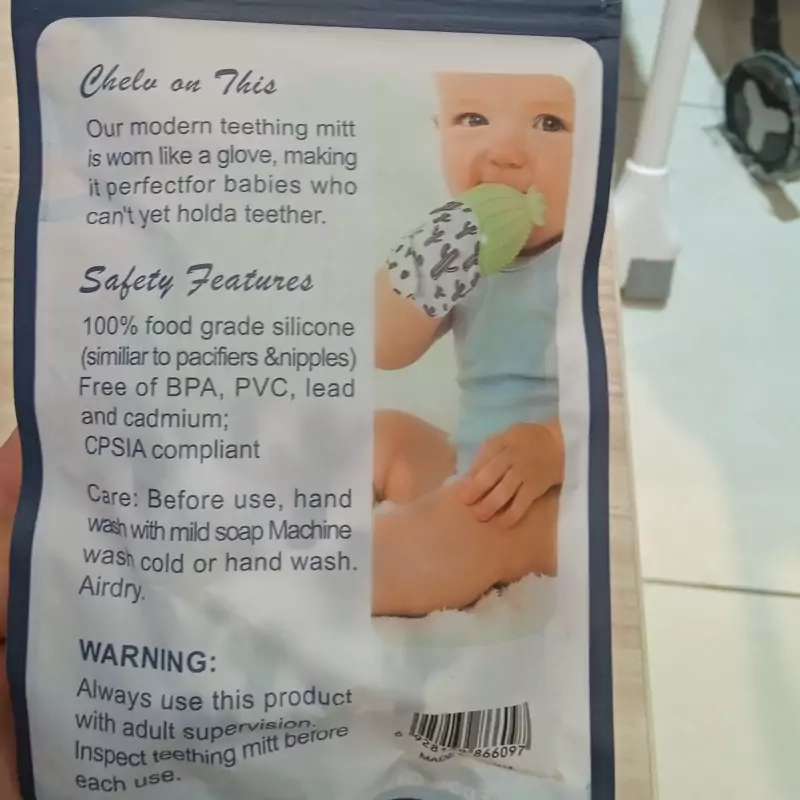 Chelv on This
Our modern teething mitt
is worn like a glove, making
it perfectfor babies who
can't yet holda teether.
Safety Features
100% food grade silicone
(similiar to pacifiers &nipples)
Free of BPA, PVC, lead
and cadmium;
CPSIA compliant
Care: Before use, hand
wash with mild soap Machine
wash cold or hand wash.
Airdry.
WARNING:
Always use this product
with adult supervision.
Inspect teething mitt before
each use.
866097